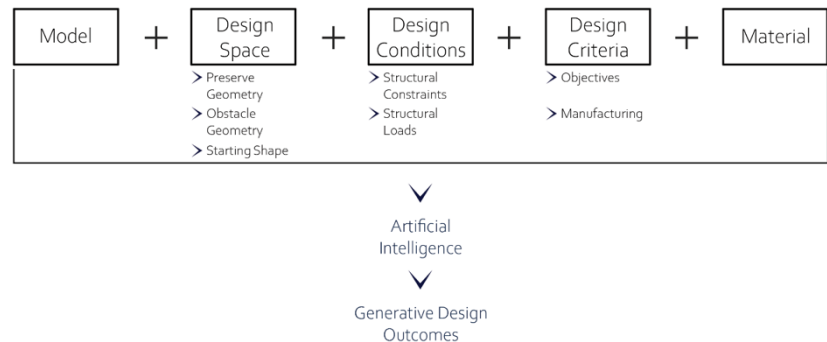 Model + Design Space + Design Conditions + Design Criteria + Material
> Preserve Geometry
> Obstacle Geometry
> Starting Shape
> Structural Constraints
> Structural Loads
> Objectives
> Manufacturing
Artificial
Intelligence
Generative Design
Outcomes